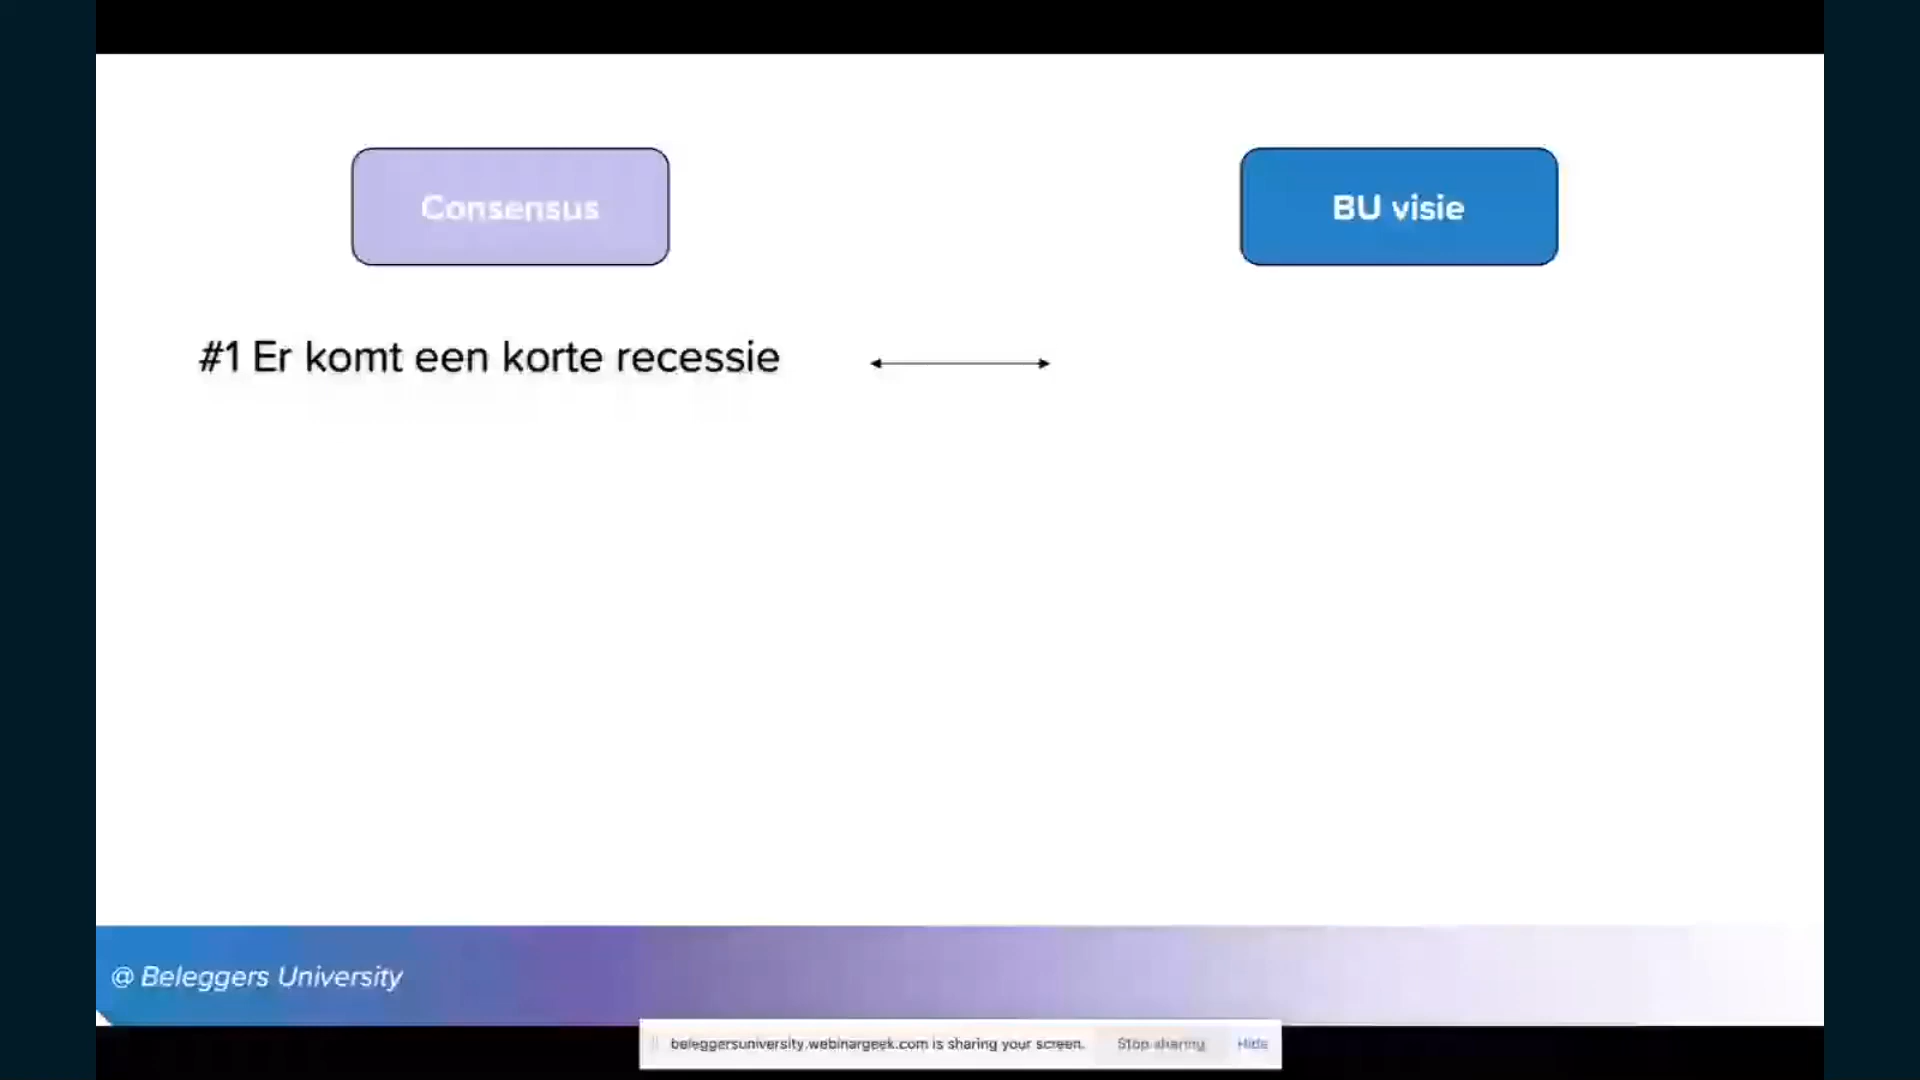 Consensus
BU visie
#1 Er komt een korte recessie
@ Beleggers University
beleggersuniversity.webinargeek.com is sharing your screen.
Stop sharing
Hide